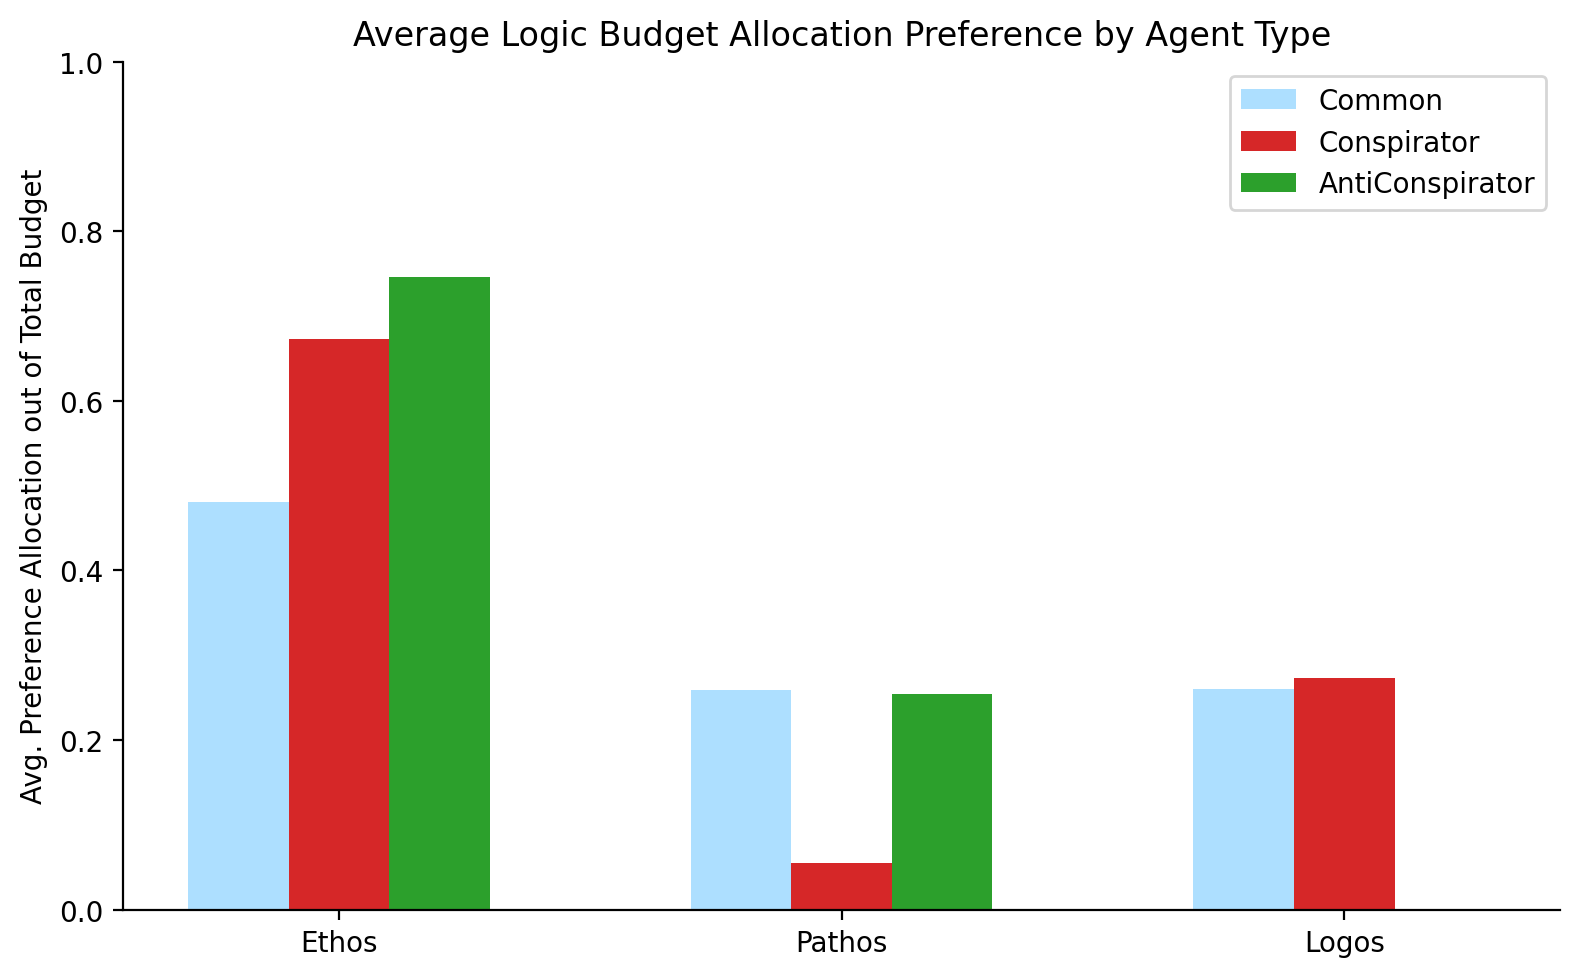 Average Logic Budget Allocation Preference by Agent Type
Avg. Preference Allocation out of Total Budget
1.0
0.8
0.6
0.4
0.2
0.0
Common
Conspirator
AntiConspirator
Ethos
Pathos
Logos